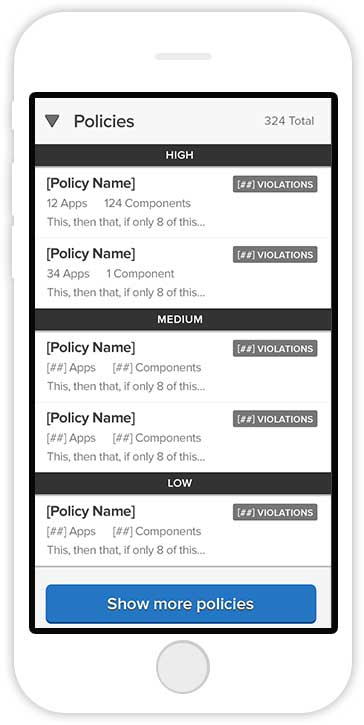 Policies 324 Total
HIGH
[Policy Name] [##] VIOLATIONS
12 Apps 124 Components
This, then that, if only 8 of this...
[Policy Name] [##] VIOLATIONS
34 Apps 1 Component
This, then that, if only 8 of this...
MEDIUM
[Policy Name] [##] VIOLATIONS
[##] Apps [##] Components
This, then that, if only 8 of this...
[Policy Name] [##] VIOLATIONS
[##] Apps [##] Components
This, then that, if only 8 of this...
LOW
[Policy Name] [##] VIOLATIONS
[##] Apps [##] Components
This, then that, if only 8 of this...
Show more policies